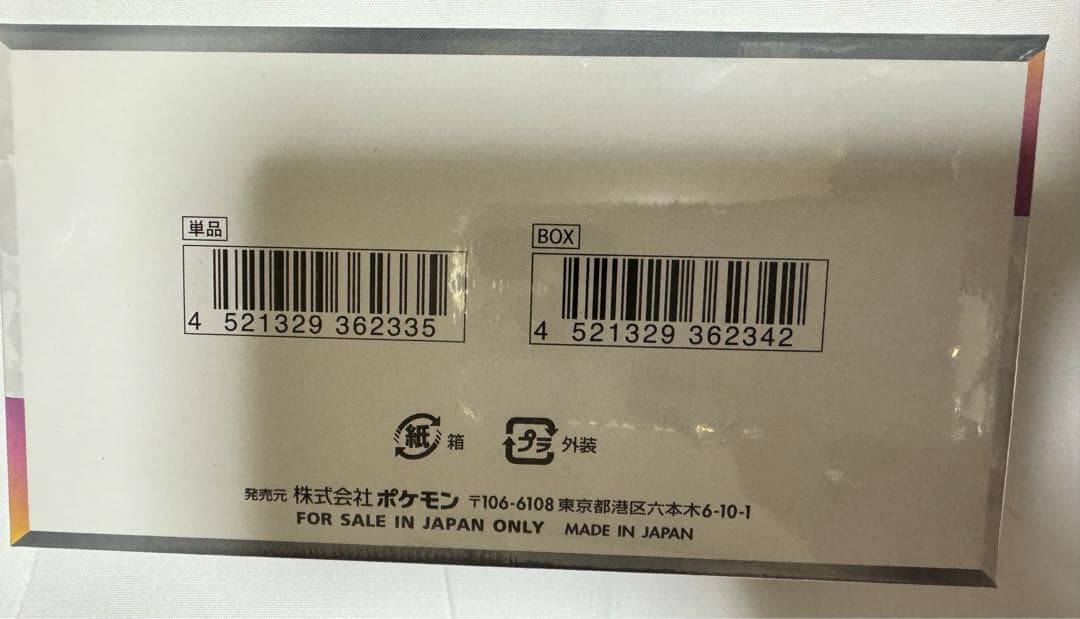 単品
BOX
4 521329 362335
4 521329 362342
紙 箱
プラ 外装
発売元 株式会社ポケモン 〒106-6108 東京都港区六本木6-10-1
FOR SALE IN JAPAN ONLY MADE IN JAPAN